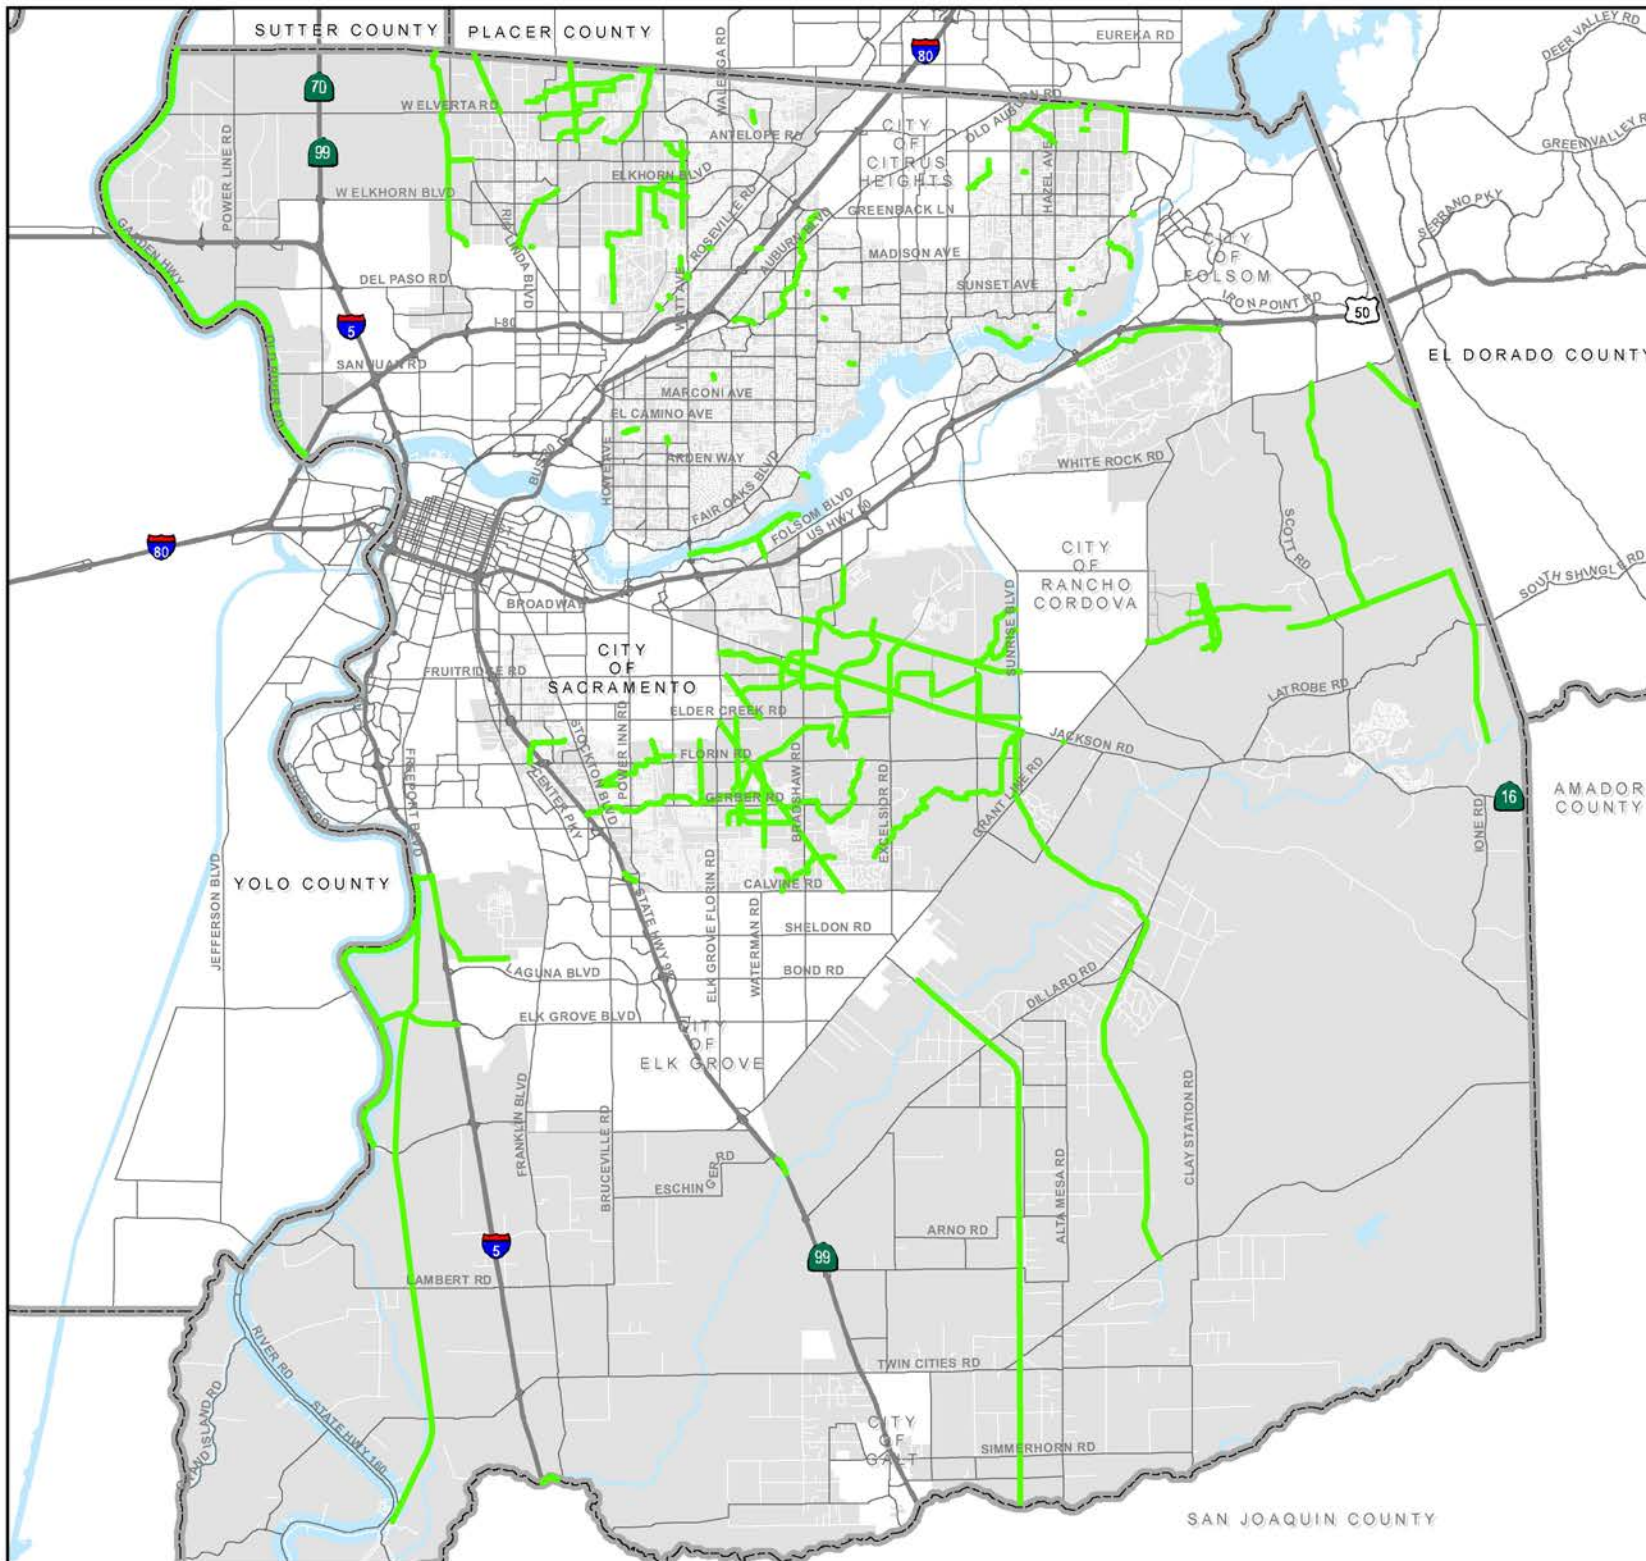 SUTTER COUNTY
PLACER COUNTY
EUREKA RD
DEER VALLEY RD
80
70
99
W ELVERTA RD
WALERGA RD
ANTELOPE RD
CITY
OF
CITRUS
HEIGHTS
OLD AUBURN RD
GREEN VALLEY R
POWER LINE RD
W ELKHORN BLVD
ELKHORN BLVD
ROSEVILLE RD
AUBURN BLVD
GREENBACK LN
HAZEL AVE
SERRANO PKY
GARDEN HWY
RIO LINDA BLVD
MADISON AVE
CITY
OF
FOLSOM
DEL PASO RD
WATT AVE
SUNSET AVE
IRON POINT RD
I-80
5
50
SAN JUAN RD
EL DORADO COUNTY
MARCONI AVE
EL CAMINO AVE
ARDEN WAY
BUS 80
HOWE AVE
FAIR OAKS BLVD
WHITE ROCK RD
FOLSOM BLVD
US HWY 50
SCOTT RD
80
CITY
OF
RANCHO
CORDOVA
SOUTH SHINGLE RD
BROADWAY
SUNRISE BLVD
CITY
OF
SACRAMENTO
FRUITRIDGE RD
LATROBE RD
ELDER CREEK RD
POWER INN RD
STOCKTON BLVD
JACKSON RD
FLORIN RD
FREEPORT BLVD
CENTER PKY
GERBER RD
BRADSHAW RD
EXCELSIOR RD
GRANT LINE RD
16
AMADOR
COUNTY
IONE RD
JEFFERSON BLVD
YOLO COUNTY
CALVINE RD
ELK GROVE FLORIN RD
STATE HWY 99
WATERMAN RD
SHELDON RD
LAGUNA BLVD
BOND RD
DILLARD RD
ELK GROVE BLVD
CITY
OF
ELK GROVE
FRANKLIN BLVD
BRUCEVILLE RD
CLAY STATION RD
ESCHINGER RD
ALTA MESA RD
ARNO RD
5
99
LAMBERT RD
RIVER RD
TWIN CITIES RD
STATE HWY 160
AND ISLAND RD
CITY
OF
GALT
SIMMERHORN RD
SAN JOAQUIN COUNTY